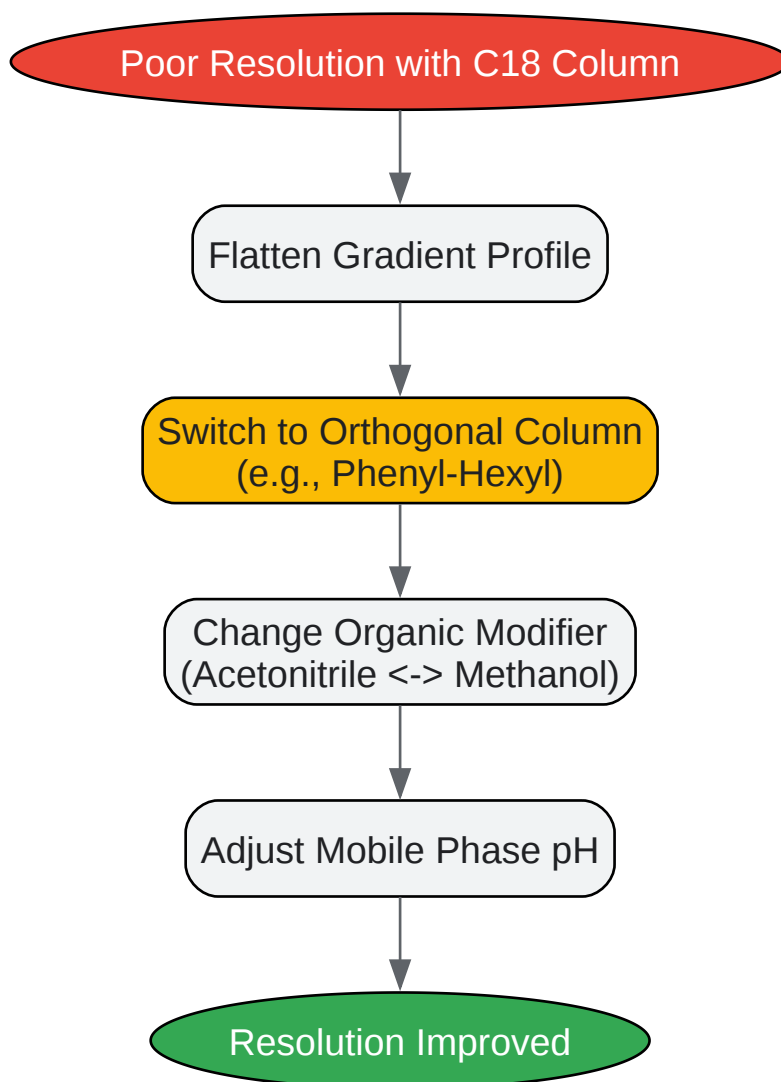 Poor Resolution with C18 Column
Flatten Gradient Profile
Switch to Orthogonal Column
(e.g., Phenyl-Hexyl)
Change Organic Modifier
(Acetonitrile <-> Methanol)
Adjust Mobile Phase pH
Resolution Improved